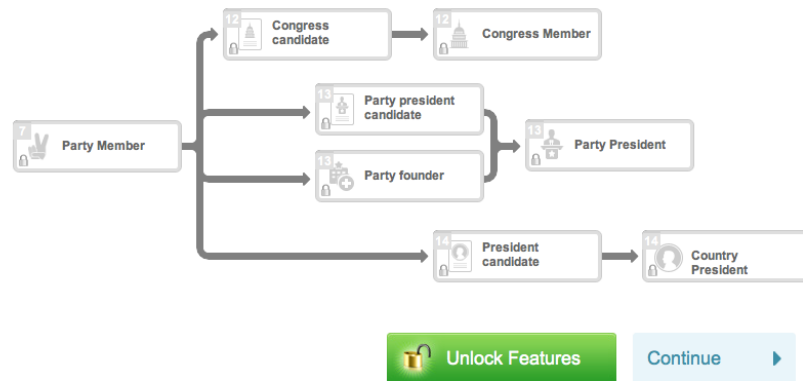 12
Congress
candidate
12
Congress Member
13
Party president
candidate
7
Party Member
13
Party President
13
Party founder
14
President
candidate
14
Country
President
Unlock Features
Continue